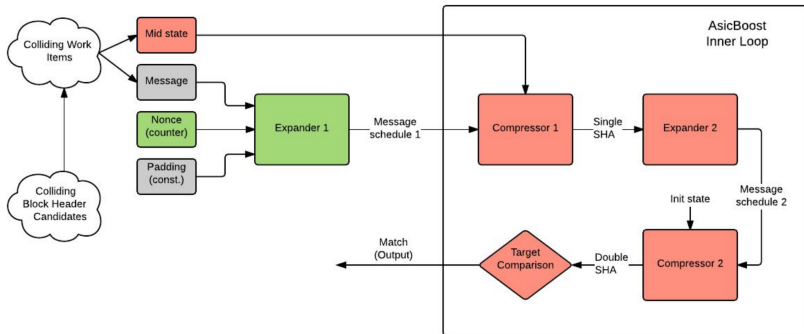 AsicBoost
Inner Loop
Colliding Work
Items
Mid state
Message
Nonce
(counter)
Padding
(const.)
Expander 1
Message
schedule 1
Compressor 1
Single
SHA
Expander 2
Colliding
Block Header
Candidates
Message
schedule 2
Init state
Match
(Output)
Target
Comparison
Double
SHA
Compressor 2